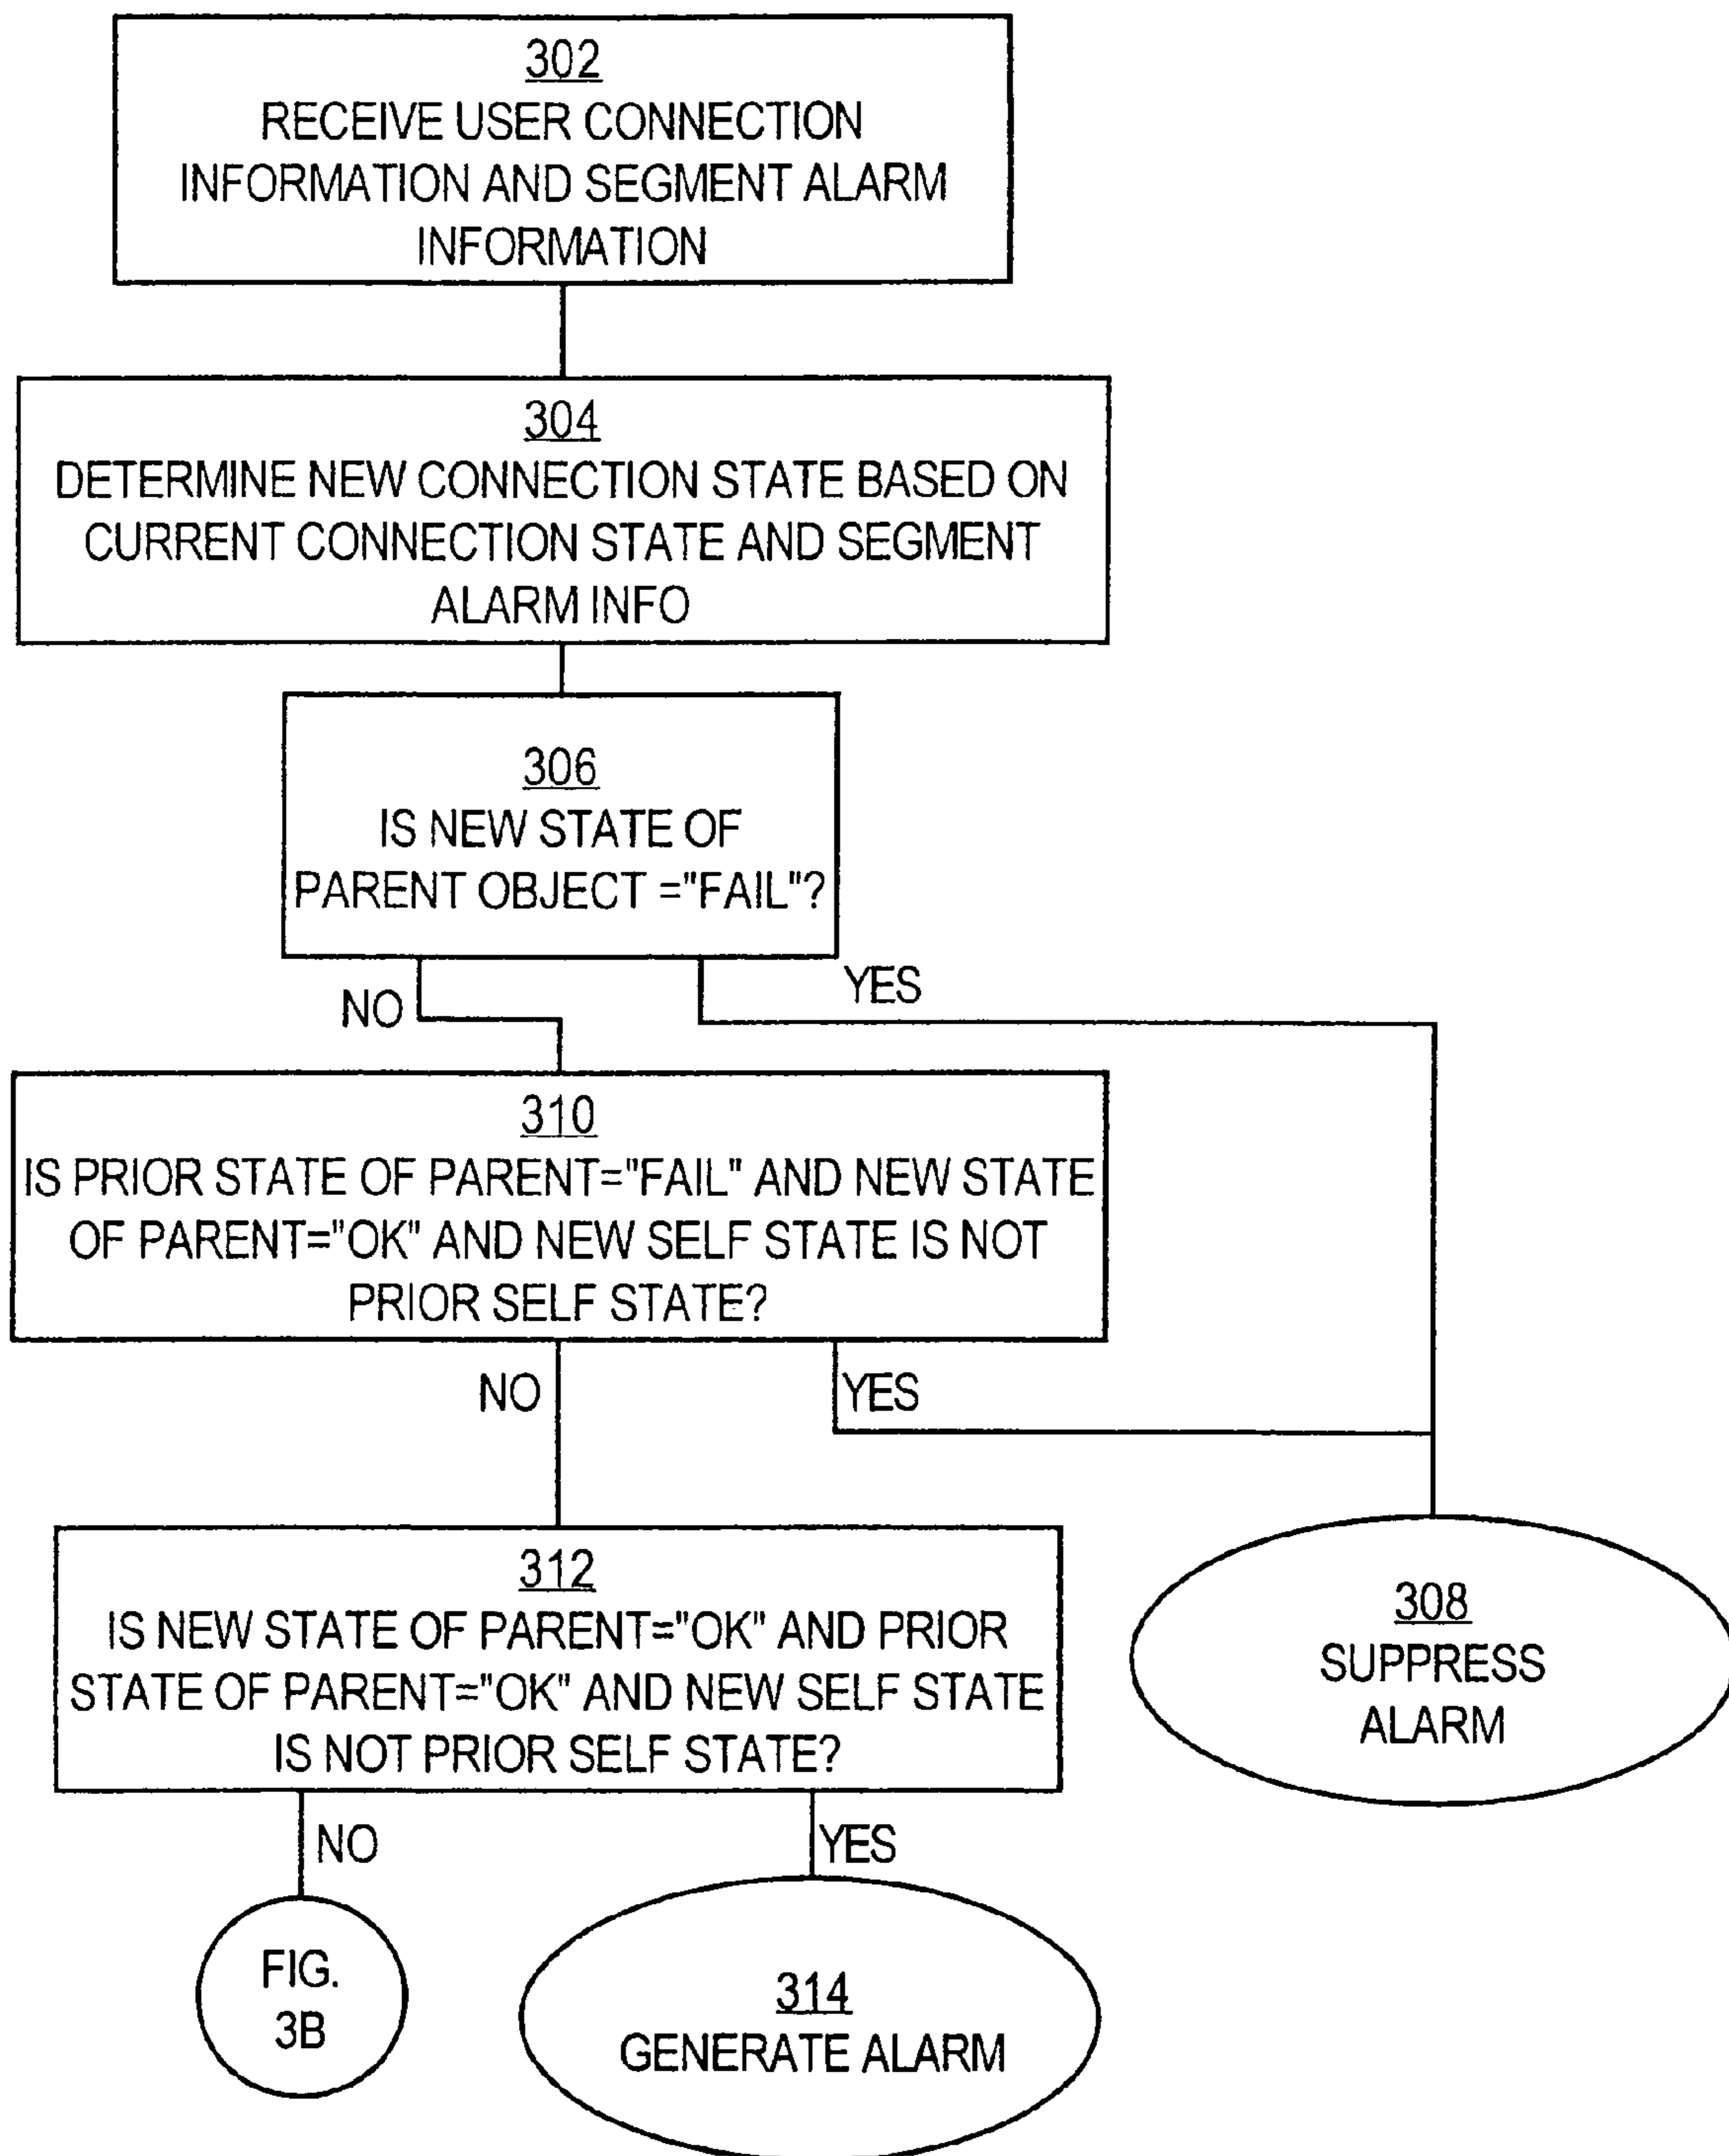 302
RECEIVE USER CONNECTION
INFORMATION AND SEGMENT ALARM
INFORMATION
304
DETERMINE NEW CONNECTION STATE BASED ON
CURRENT CONNECTION STATE AND SEGMENT
ALARM INFO
306
IS NEW STATE OF
PARENT OBJECT ="FAIL"?
NO
YES
310
IS PRIOR STATE OF PARENT="FAIL" AND NEW STATE
OF PARENT="OK" AND NEW SELF STATE IS NOT
PRIOR SELF STATE?
NO
YES
312
IS NEW STATE OF PARENT="OK" AND PRIOR
STATE OF PARENT="OK" AND NEW SELF STATE
IS NOT PRIOR SELF STATE?
308
SUPPRESS
ALARM
NO
YES
FIG.
3B
314
GENERATE ALARM